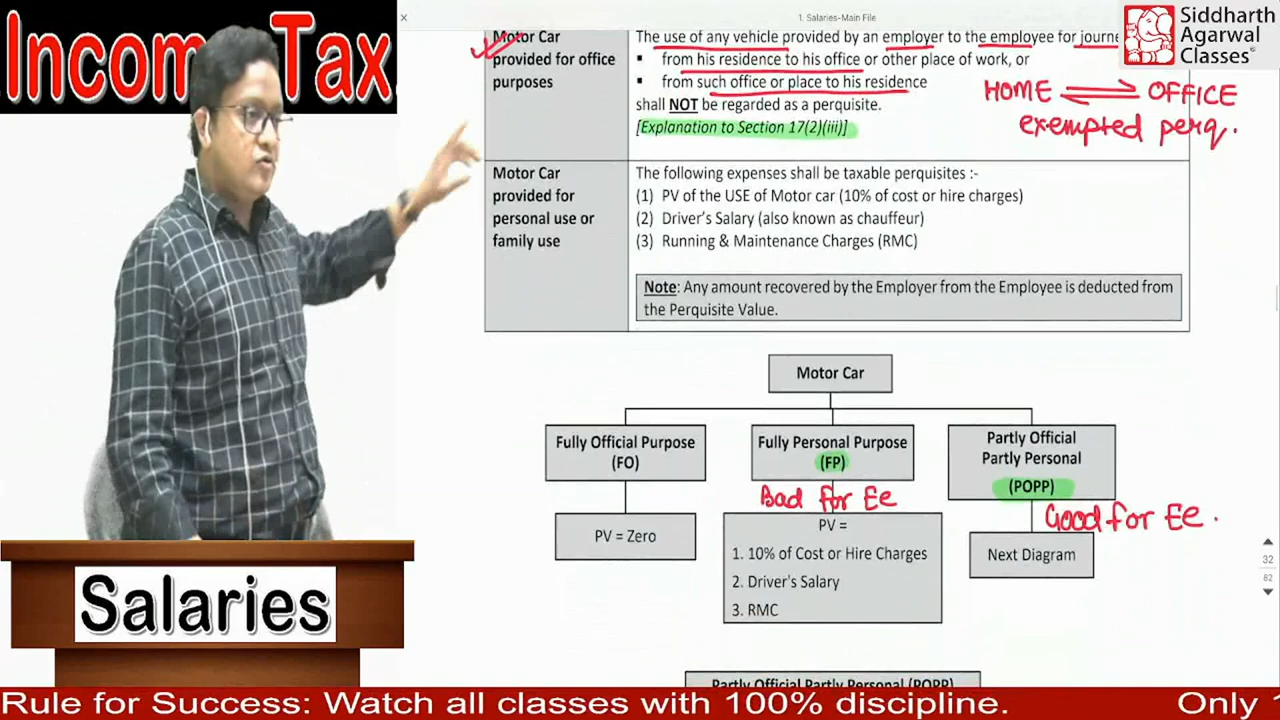 Income Tax
× 1. Salaries-Main File
Siddharth
Agarwal
Classes®
Motor Car
provided for office
purposes
The use of any vehicle provided by an employer to the employee for journe
▪ from his residence to his office or other place of work, or
▪ from such office or place to his residence
shall NOT be regarded as a perquisite.
[Explanation to Section 17(2)(iii)]
HOME ⇌ OFFICE
exempted perq.
Motor Car
provided for
personal use or
family use
The following expenses shall be taxable perquisites :-
(1) PV of the USE of Motor car (10% of cost or hire charges)
(2) Driver's Salary (also known as chauffeur)
(3) Running & Maintenance Charges (RMC)
Note: Any amount recovered by the Employer from the Employee is deducted from
the Perquisite Value.
Motor Car
Fully Official Purpose
(FO)
PV = Zero
Fully Personal Purpose
(FP)
Bad for Ee
PV =
1. 10% of Cost or Hire Charges
2. Driver's Salary
3. RMC
Partly Official
Partly Personal
(POPP)
Good for Ee.
Next Diagram
32
62
Partly Official Partly Personal (POPP)
Salaries
Rule for Success: Watch all classes with 100% discipline. Only 1